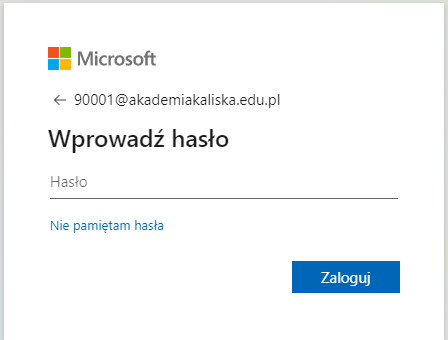 Microsoft
← 90001@akademiakaliska.edu.pl
Wprowadź hasło
Hasło
Nie pamiętam hasła
Zaloguj